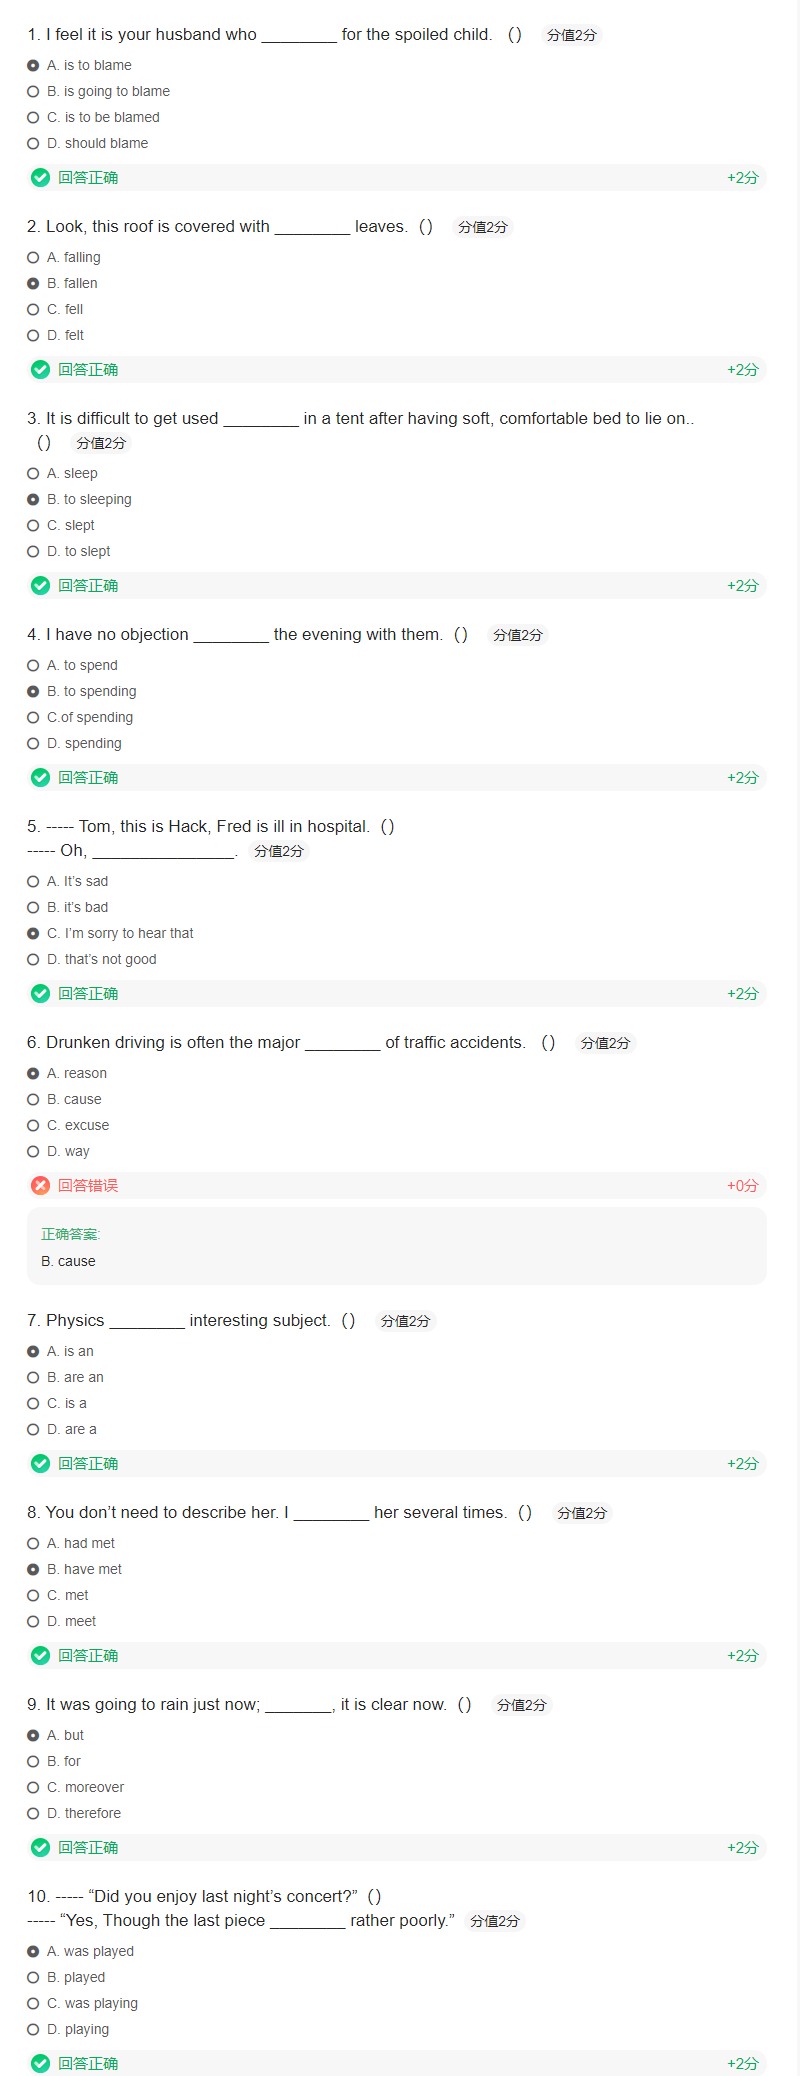 1. I feel it is your husband who ________ for the spoiled child. （） 分值2分
A. is to blame
B. is going to blame
C. is to be blamed
D. should blame
回答正确 +2分
2. Look, this roof is covered with ________ leaves.（） 分值2分
A. falling
B. fallen
C. fell
D. felt
回答正确 +2分
3. It is difficult to get used ________ in a tent after having soft, comfortable bed to lie on..
（） 分值2分
A. sleep
B. to sleeping
C. slept
D. to slept
回答正确 +2分
4. I have no objection ________ the evening with them.（） 分值2分
A. to spend
B. to spending
C.of spending
D. spending
回答正确 +2分
5. ----- Tom, this is Hack, Fred is ill in hospital.（）
----- Oh, _______________. 分值2分
A. It’s sad
B. it’s bad
C. I’m sorry to hear that
D. that’s not good
回答正确 +2分
6. Drunken driving is often the major ________ of traffic accidents. （） 分值2分
A. reason
B. cause
C. excuse
D. way
回答错误 +0分
正确答案:
B. cause
7. Physics ________ interesting subject.（） 分值2分
A. is an
B. are an
C. is a
D. are a
回答正确 +2分
8. You don’t need to describe her. I ________ her several times.（） 分值2分
A. had met
B. have met
C. met
D. meet
回答正确 +2分
9. It was going to rain just now; _______, it is clear now.（） 分值2分
A. but
B. for
C. moreover
D. therefore
回答正确 +2分
10. ----- “Did you enjoy last night’s concert?”（）
----- “Yes, Though the last piece ________ rather poorly.” 分值2分
A. was played
B. played
C. was playing
D. playing
回答正确 +2分